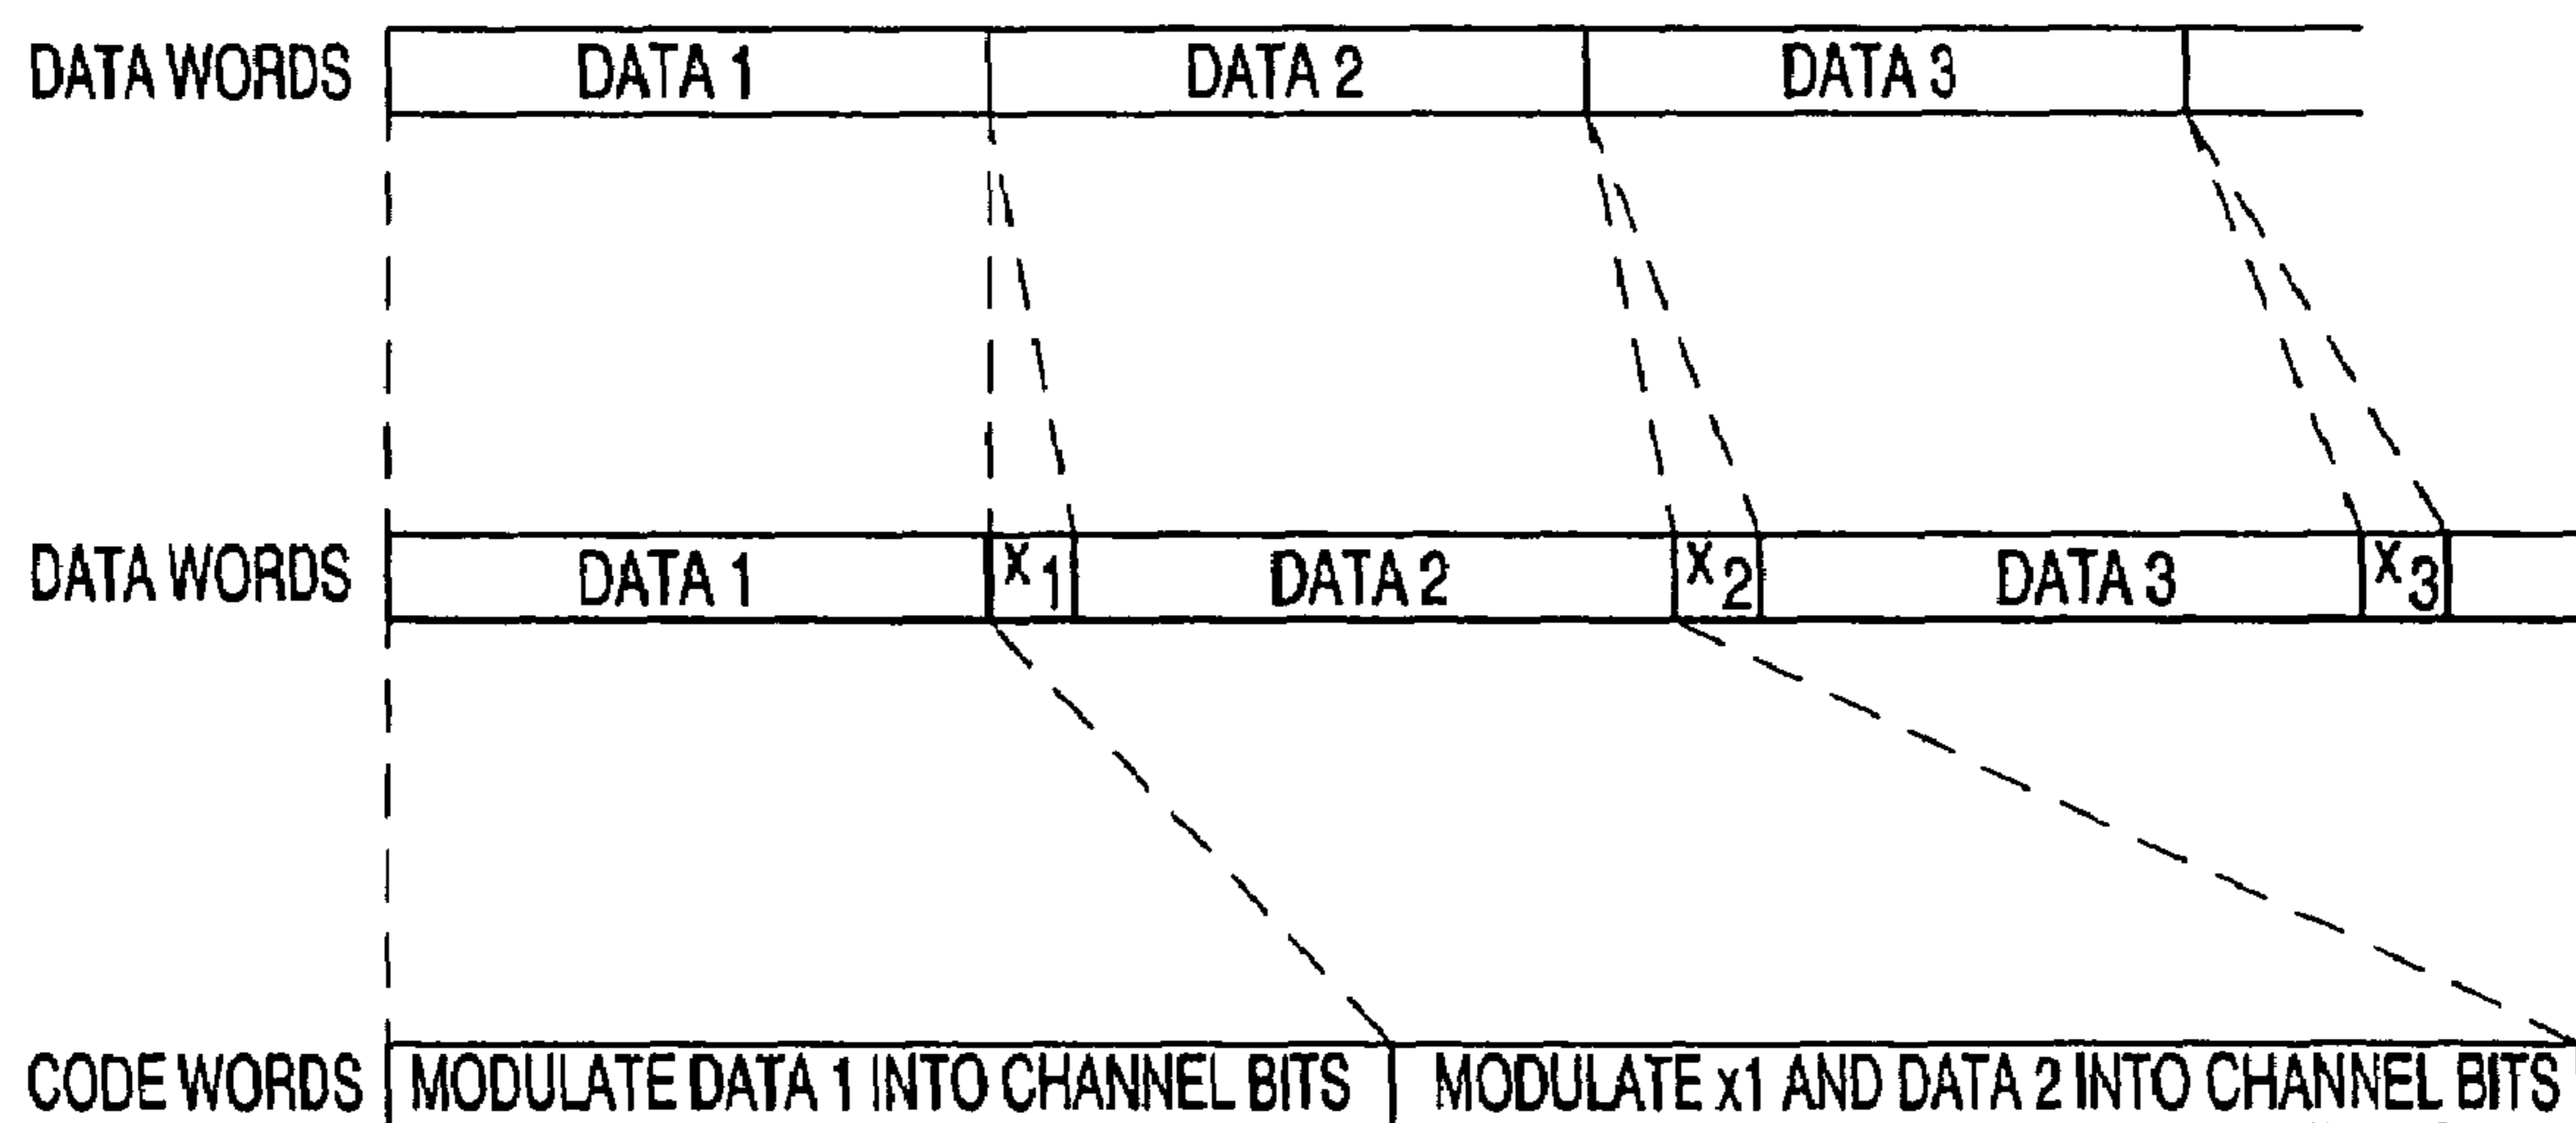 DATA WORDS DATA 1 DATA 2 DATA 3
DATA WORDS DATA 1 x1 DATA 2 x2 DATA 3 x3
CODE WORDS MODULATE DATA 1 INTO CHANNEL BITS MODULATE x1 AND DATA 2 INTO CHANNEL BITS